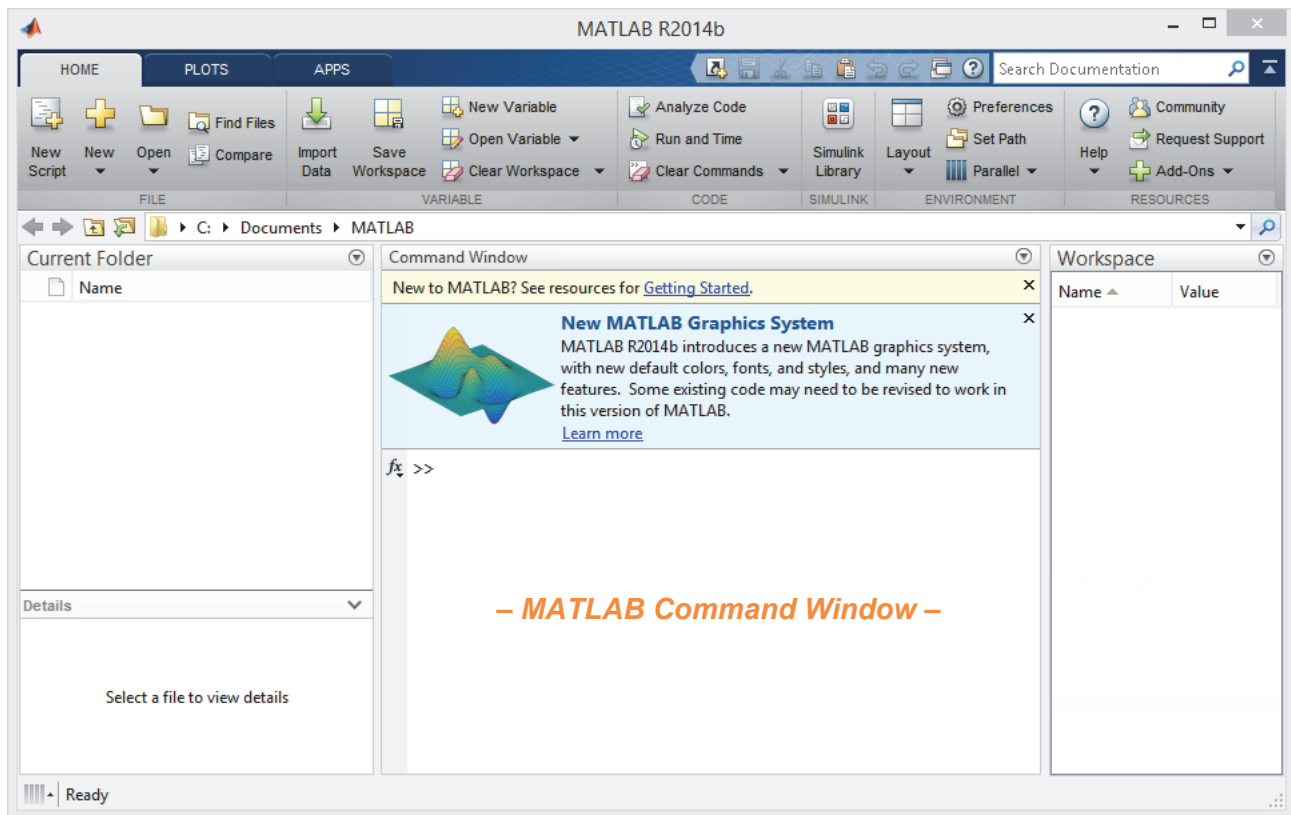 MATLAB R2014b
HOME PLOTS APPS
Search Documentation
New Script
New
Open
Find Files
Compare
FILE
Import Data
Save Workspace
New Variable
Open Variable
Clear Workspace
VARIABLE
Analyze Code
Run and Time
Clear Commands
CODE
Simulink Library
SIMULINK
Layout
Preferences
Set Path
Parallel
ENVIRONMENT
Help
Community
Request Support
Add-Ons
RESOURCES
C: Documents MATLAB
Current Folder
Name
Details
Select a file to view details
Command Window
New to MATLAB? See resources for Getting Started.
New MATLAB Graphics System
MATLAB R2014b introduces a new MATLAB graphics system,
with new default colors, fonts, and styles, and many new
features. Some existing code may need to be revised to work in
this version of MATLAB.
Learn more
fx >>
– MATLAB Command Window –
Workspace
Name Value
Ready